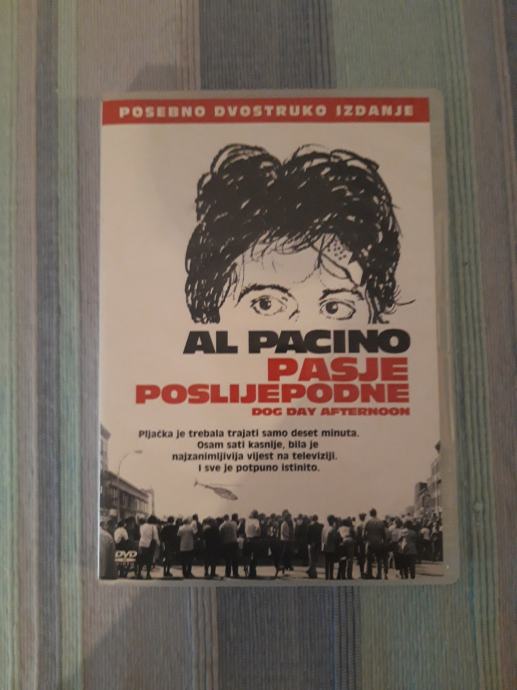 POSEBNO DVOSTRUKO IZDANJE
AL PACINO
PASJE
POSLIJEPODNE
DOG DAY AFTERNOON
Pljačka je trebala trajati samo deset minuta.
Osam sati kasnije, bila je
najzanimljivija vijest na televiziji.
I sve je potpuno istinito.
DVD